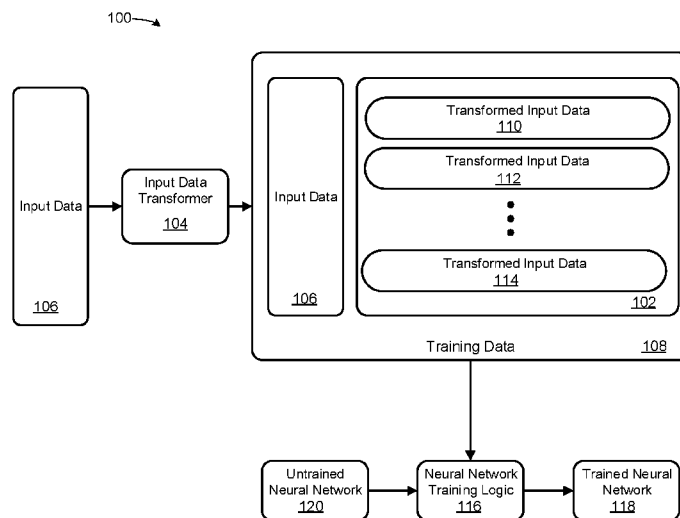 100
Input Data
106
Input Data
Transformer
104
Input Data
106
Transformed Input Data
110
Transformed Input Data
112
Transformed Input Data
114
102
Training Data
108
Untrained
Neural Network
120
Neural Network
Training Logic
116
Trained Neural
Network
118